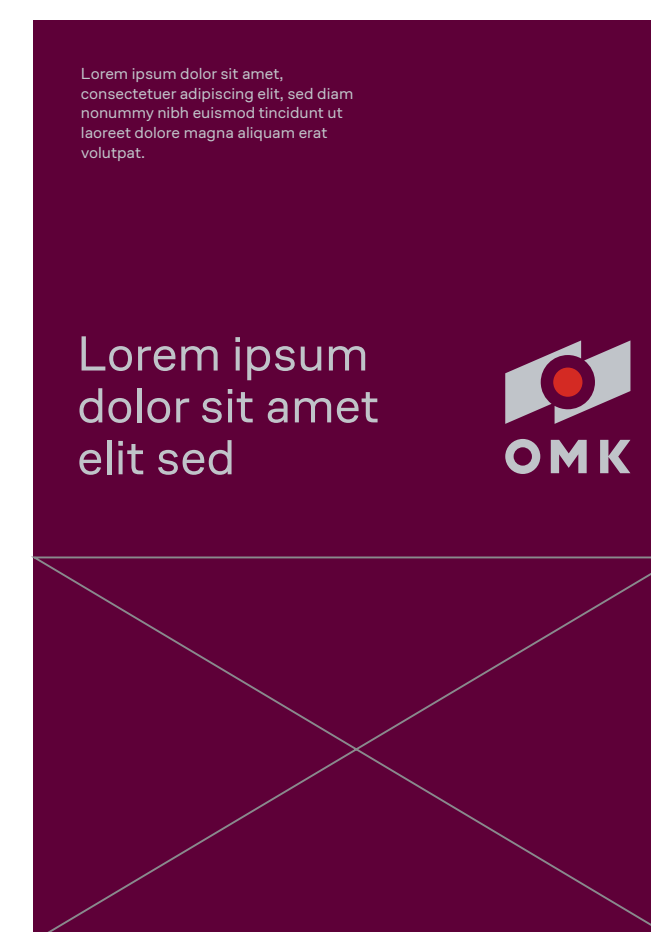 Lorem ipsum dolor sit amet,
consectetuer adipiscing elit, sed diam
nonummy nibh euismod tincidunt ut
laoreet dolore magna aliquam erat
volutpat.
Lorem ipsum
dolor sit amet
elit sed
OMK